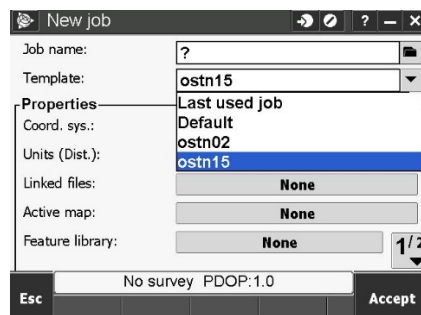 New job ? – ×
Job name: ?
Template: ostn15
Last used job
Properties
Default
Coord. sys.:
ostn02
Units (Dist.):
ostn15
Linked files: None
Active map: None
Feature library: None 1/2
No survey PDOP:1.0
Esc Accept